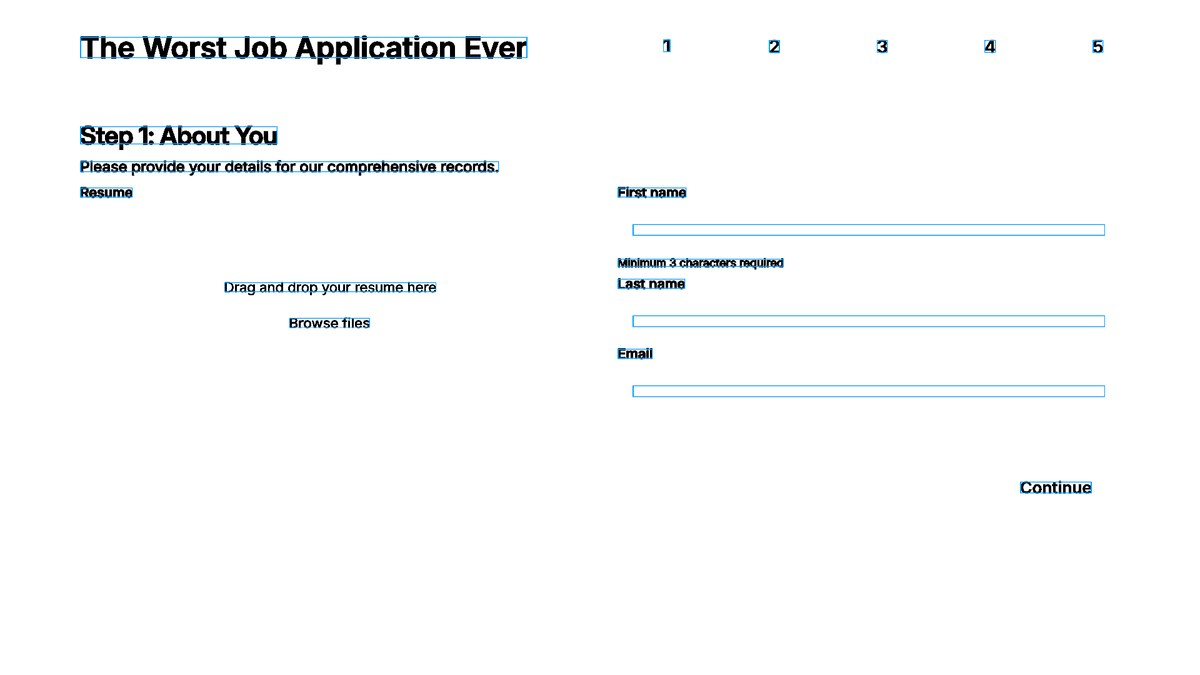 The Worst Job Application Ever
1 2 3 4 5
Step 1: About You
Please provide your details for our comprehensive records.
Resume
Drag and drop your resume here
Browse files
First name
Minimum 3 characters required
Last name
Email
Continue